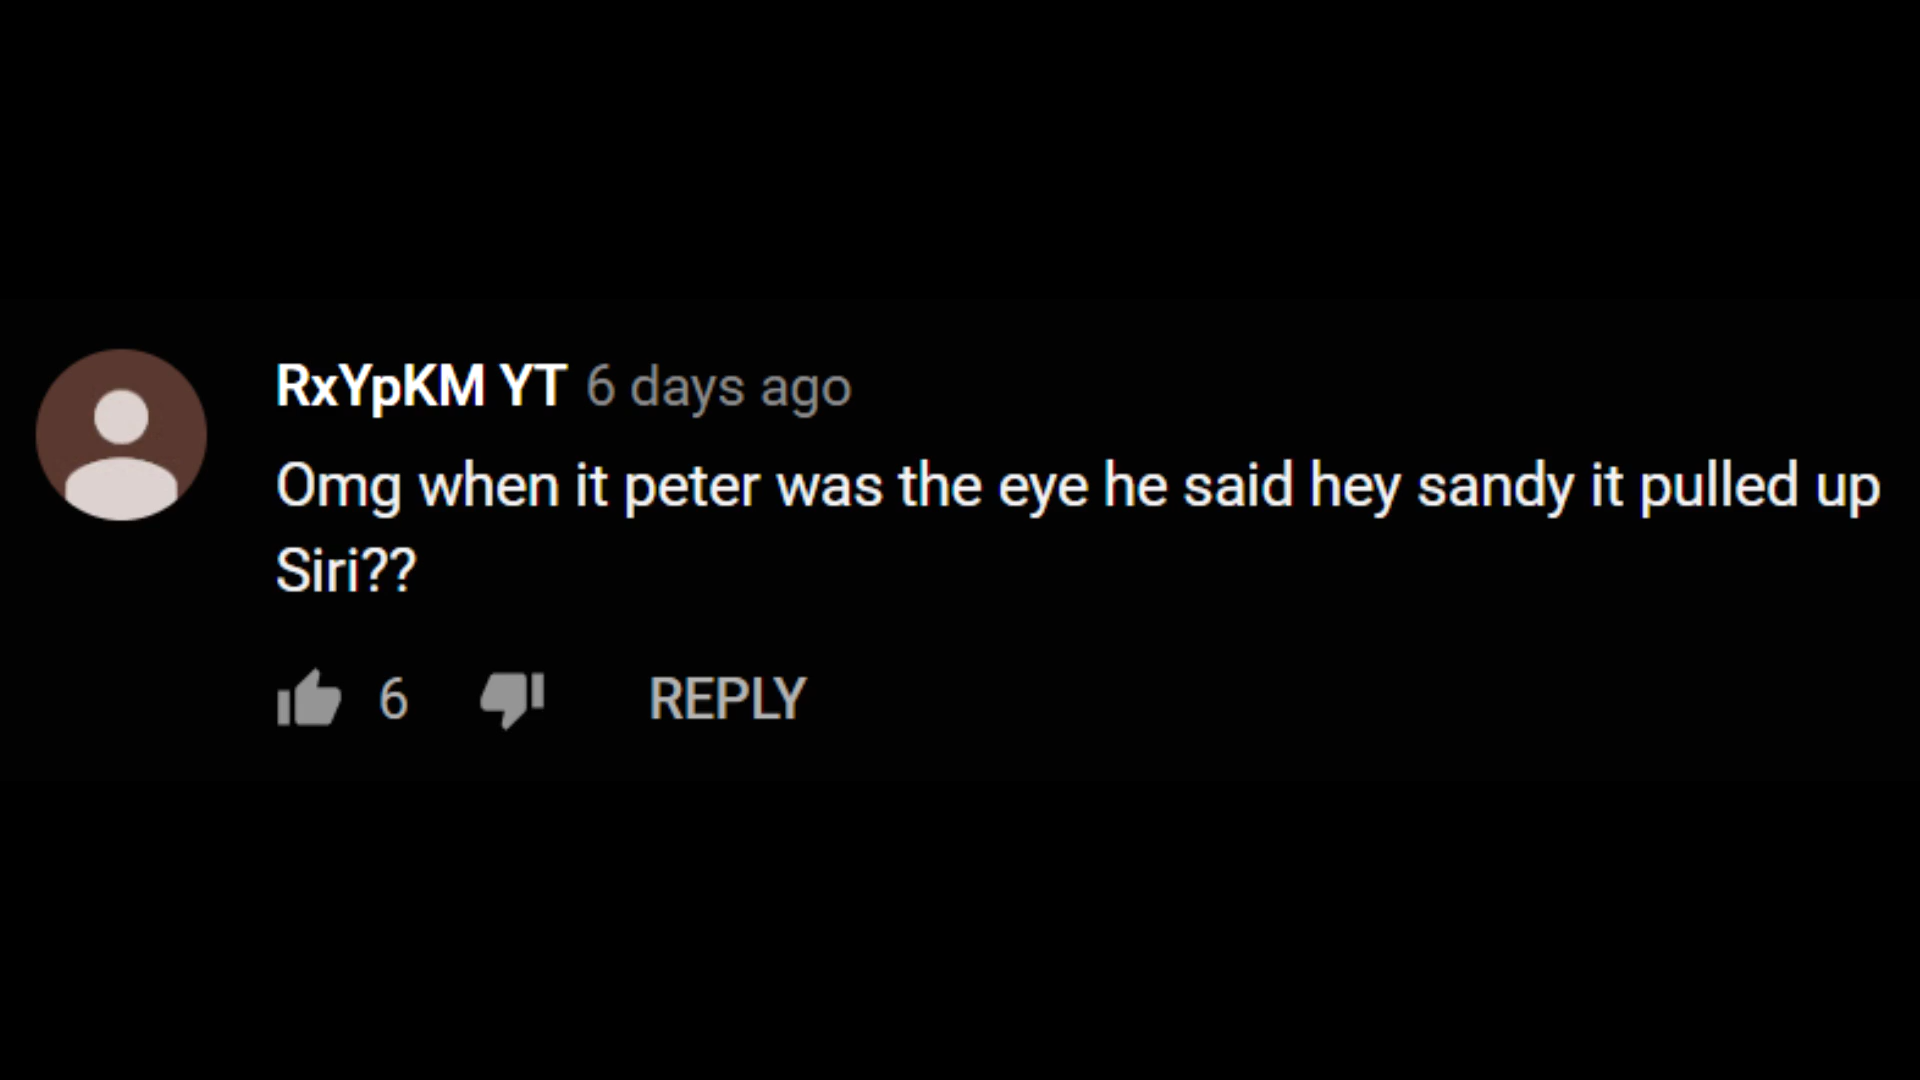 RxYpKM YT 6 days ago
Omg when it peter was the eye he said hey sandy it pulled up
Siri??
6 REPLY